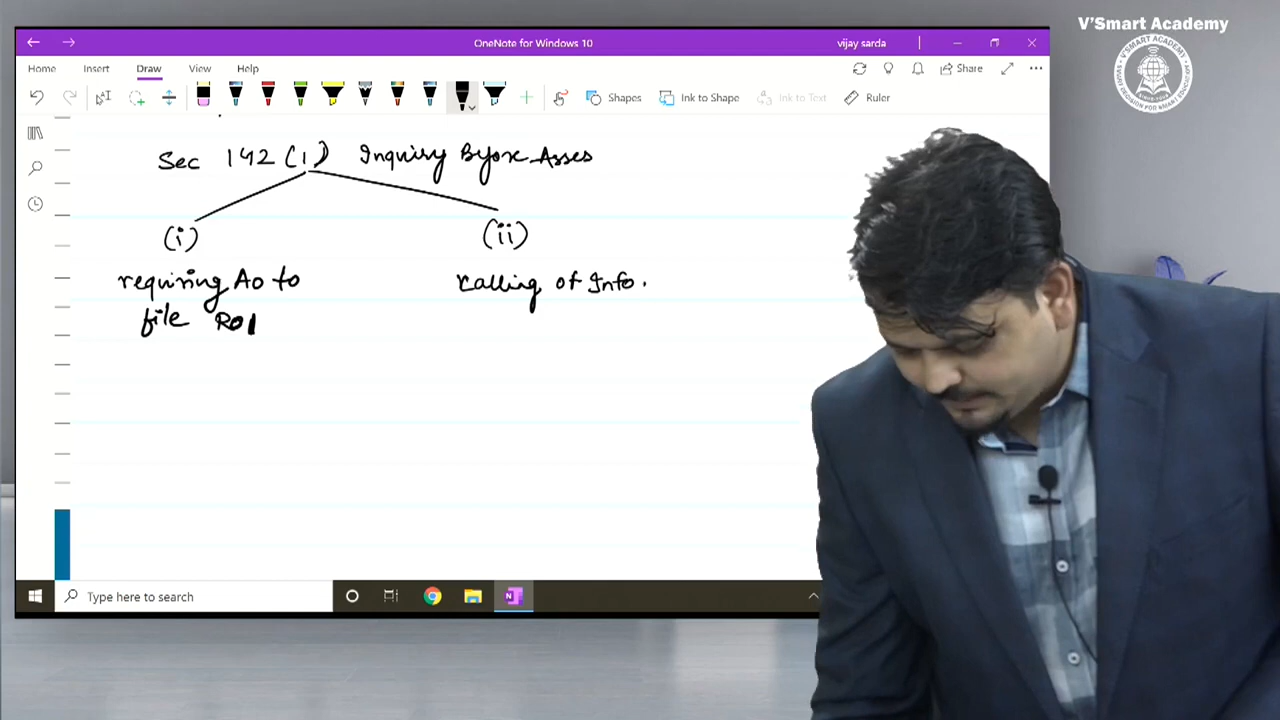 V'Smart Academy
OneNote for Windows 10
vijay sarda
Home Insert Draw View Help
Share
Shapes Ink to Shape Ink to Text Ruler
Sec 142 (1) Inquiry Before Asses
(i) (ii)
requiring AO to calling of Info.
file ROI
Type here to search